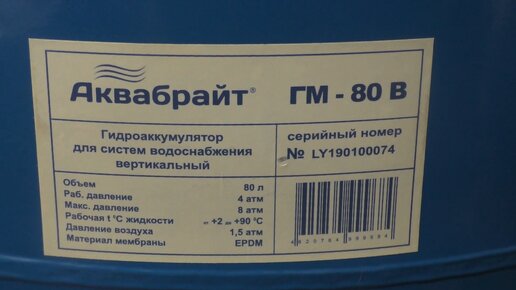 Аквабрайт®
ГМ - 80 В
Гидроаккумулятор
для систем водоснабжения
вертикальный
серийный номер
№ LY190100074
Объем 80 л
Раб. давление 4 атм
Макс. давление 8 атм
Рабочая t °С жидкости от +2 до +90 °С
Давление воздуха 1,5 атм
Материал мембраны EPDM